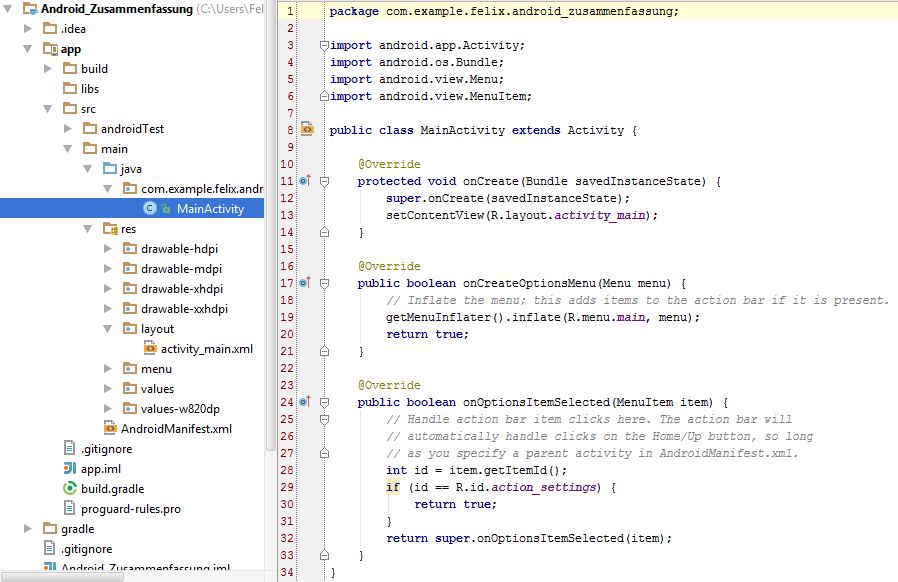 Android_Zusammenfassung (C:\Users\Fel
.idea
app
build
libs
src
androidTest
main
java
com.example.felix.andr
MainActivity
res
drawable-hdpi
drawable-mdpi
drawable-xhdpi
drawable-xxhdpi
layout
activity_main.xml
menu
values
values-w820dp
AndroidManifest.xml
.gitignore
app.iml
build.gradle
proguard-rules.pro
gradle
.gitignore
Android_Zusammenfassung.iml
1 package com.example.felix.android_zusammenfassung;
2
3 import android.app.Activity;
4 import android.os.Bundle;
5 import android.view.Menu;
6 import android.view.MenuItem;
7
8 public class MainActivity extends Activity {
9
10 @Override
11 protected void onCreate(Bundle savedInstanceState) {
12 super.onCreate(savedInstanceState);
13 setContentView(R.layout.activity_main);
14 }
15
16 @Override
17 public boolean onCreateOptionsMenu(Menu menu) {
18 // Inflate the menu; this adds items to the action bar if it is present.
19 getMenuInflater().inflate(R.menu.main, menu);
20 return true;
21 }
22
23 @Override
24 public boolean onOptionsItemSelected(MenuItem item) {
25 // Handle action bar item clicks here. The action bar will
26 // automatically handle clicks on the Home/Up button, so long
27 // as you specify a parent activity in AndroidManifest.xml.
28 int id = item.getItemId();
29 if (id == R.id.action_settings) {
30 return true;
31 }
32 return super.onOptionsItemSelected(item);
33 }
34 }